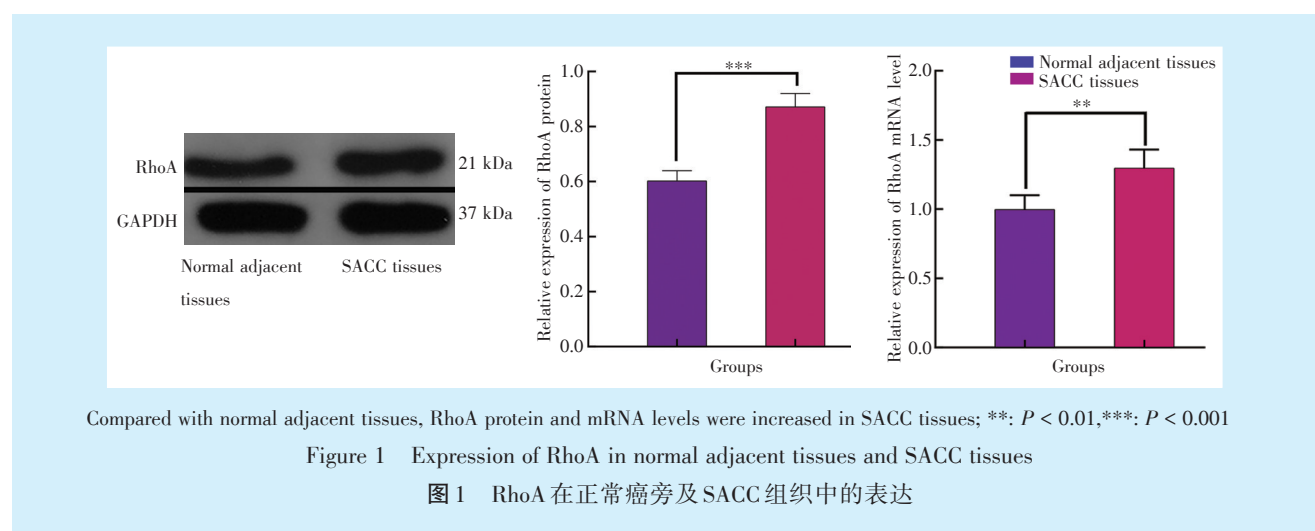 RhoA
21 kDa
GAPDH
37 kDa
Normal adjacent
tissues
SACC tissues
Relative expression of RhoA protein
1.0
0.8
0.6
0.4
0.2
0.0
***
Groups
Relative expression of RhoA mRNA level
2.0
1.5
1.0
0.5
0.0
Normal adjacent tissues
SACC tissues
**
Groups
Compared with normal adjacent tissues, RhoA protein and mRNA levels were increased in SACC tissues; **: P < 0.01,***: P < 0.001
Figure 1 Expression of RhoA in normal adjacent tissues and SACC tissues
图1 RhoA在正常癌旁及SACC组织中的表达